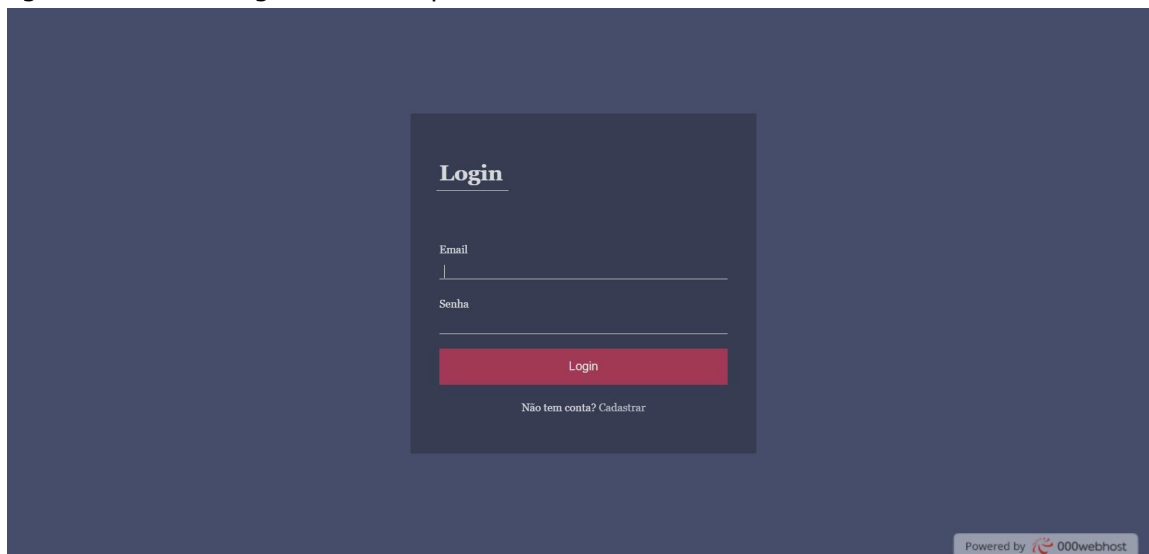 Login
Email
Senha
Login
Não tem conta? Cadastrar
Powered by 000webhost